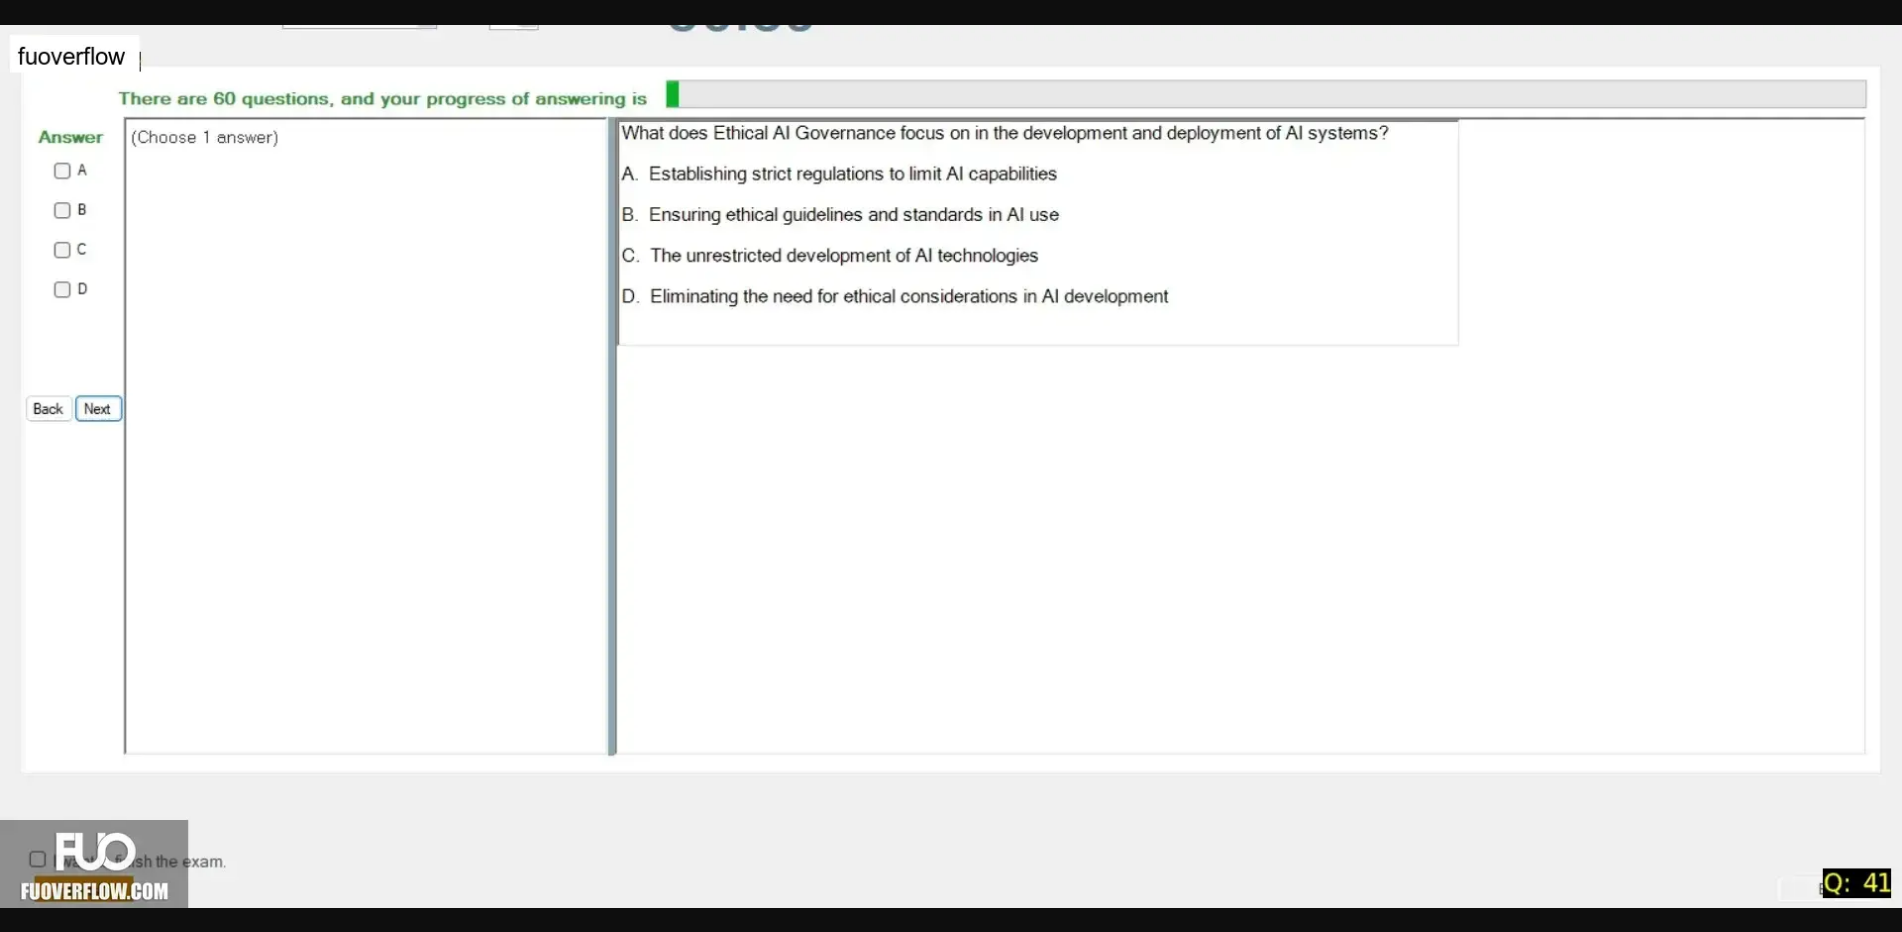 fuoverflow
There are 60 questions, and your progress of answering is
Answer
(Choose 1 answer)
A
B
C
D
Back Next
What does Ethical AI Governance focus on in the development and deployment of AI systems?
A. Establishing strict regulations to limit AI capabilities
B. Ensuring ethical guidelines and standards in AI use
C. The unrestricted development of AI technologies
D. Eliminating the need for ethical considerations in AI development
FUO
the exam.
FUOVERFLOW.COM
Q: 41